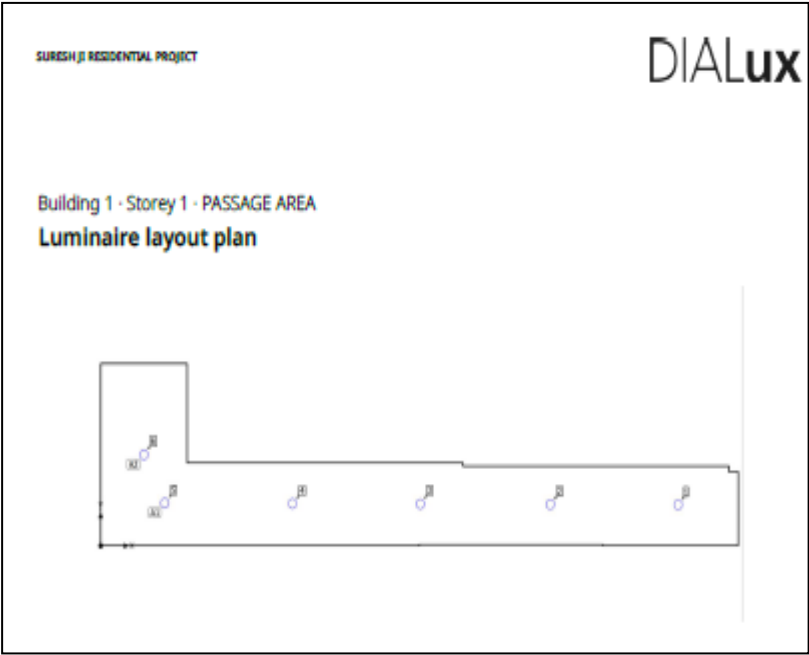 SURESH JI RESIDENTIAL PROJECT
DIALux
Building 1 · Storey 1 · PASSAGE AREA
Luminaire layout plan